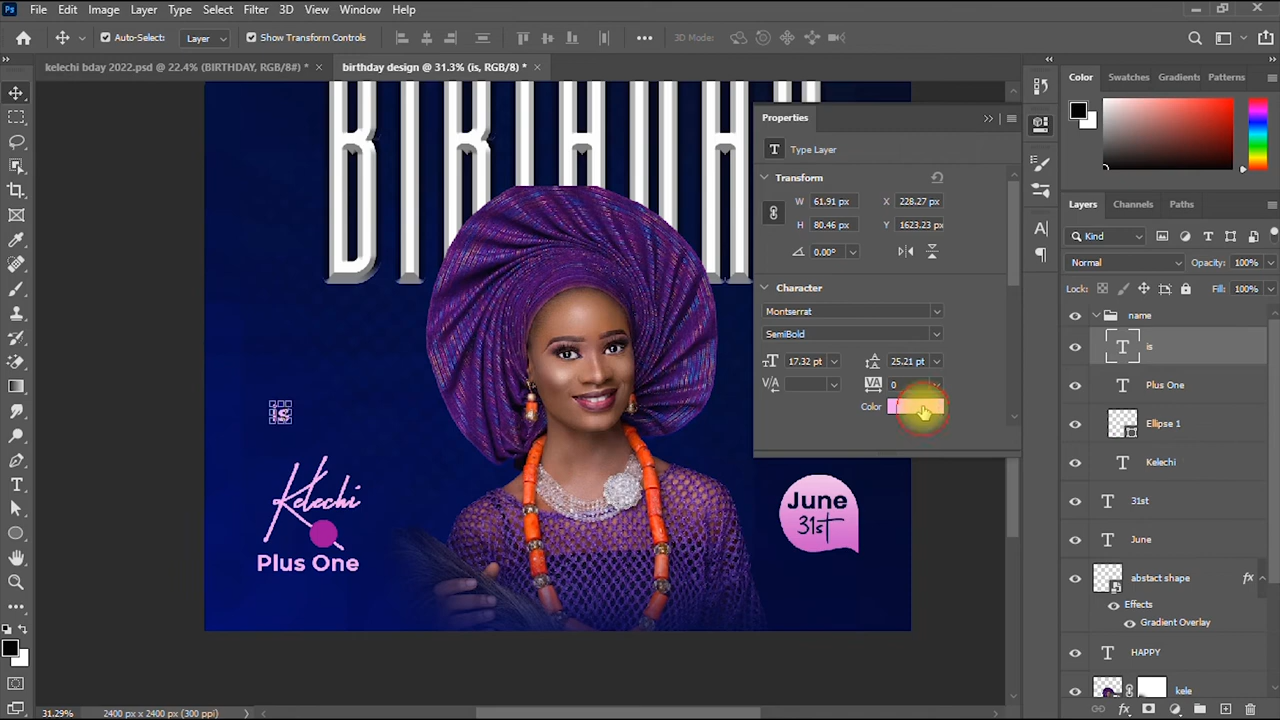 Ps File Edit Image Layer Type Select Filter 3D View Window Help
Auto-Select: Layer Show Transform Controls 3D Mode:
kelechi bday 2022.psd @ 22.4% (BIRTHDAY, RGB/8#) * × birthday design @ 31.3% (is, RGB/8) * ×
BIRTHDAY
is
Kelechi
Plus One
June
31st
Properties
T Type Layer
Transform
W 61.91 px X 228.27 px
H 80.46 px Y 1623.23 px
0.00°
Character
Montserrat
SemiBold
17.32 pt 25.21 pt
0
Color
Color Swatches Gradients Patterns
Layers Channels Paths
Kind
Normal Opacity: 100%
Lock: Fill: 100%
name
T is
T Plus One
Ellipse 1
T Kelechi
T 31st
T June
abstact shape fx
Effects
Gradient Overlay
T HAPPY
kele
31.29% 2400 px x 2400 px (300 ppi)